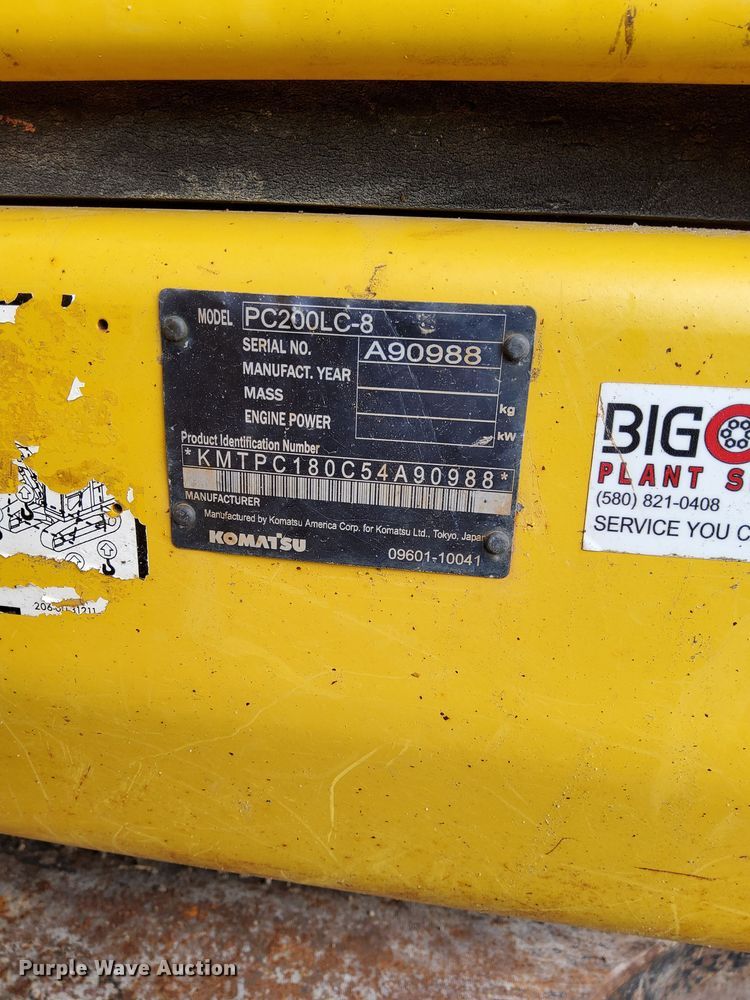 MODEL PC200LC-8
SERIAL NO. A90988
MANUFACT. YEAR
MASS kg
ENGINE POWER kW
Product Identification Number
*KMTPC180C54A90988*
MANUFACTURER
Manufactured by Komatsu America Corp. for Komatsu Ltd., Tokyo, Japan
KOMATSU 09601-10041
BIG
PLANT S
(580) 821-0408
SERVICE YOU C
Purple Wave Auction